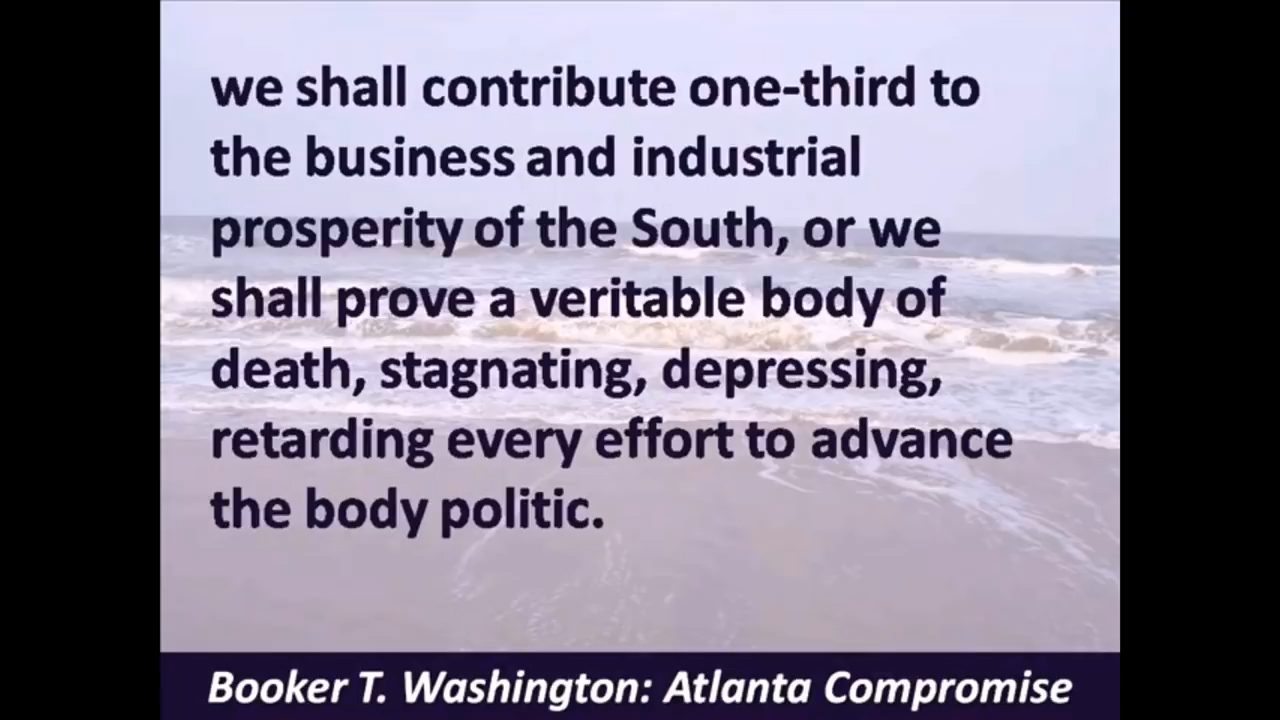 we shall contribute one-third to
the business and industrial
prosperity of the South, or we
shall prove a veritable body of
death, stagnating, depressing,
retarding every effort to advance
the body politic.
Booker T. Washington: Atlanta Compromise